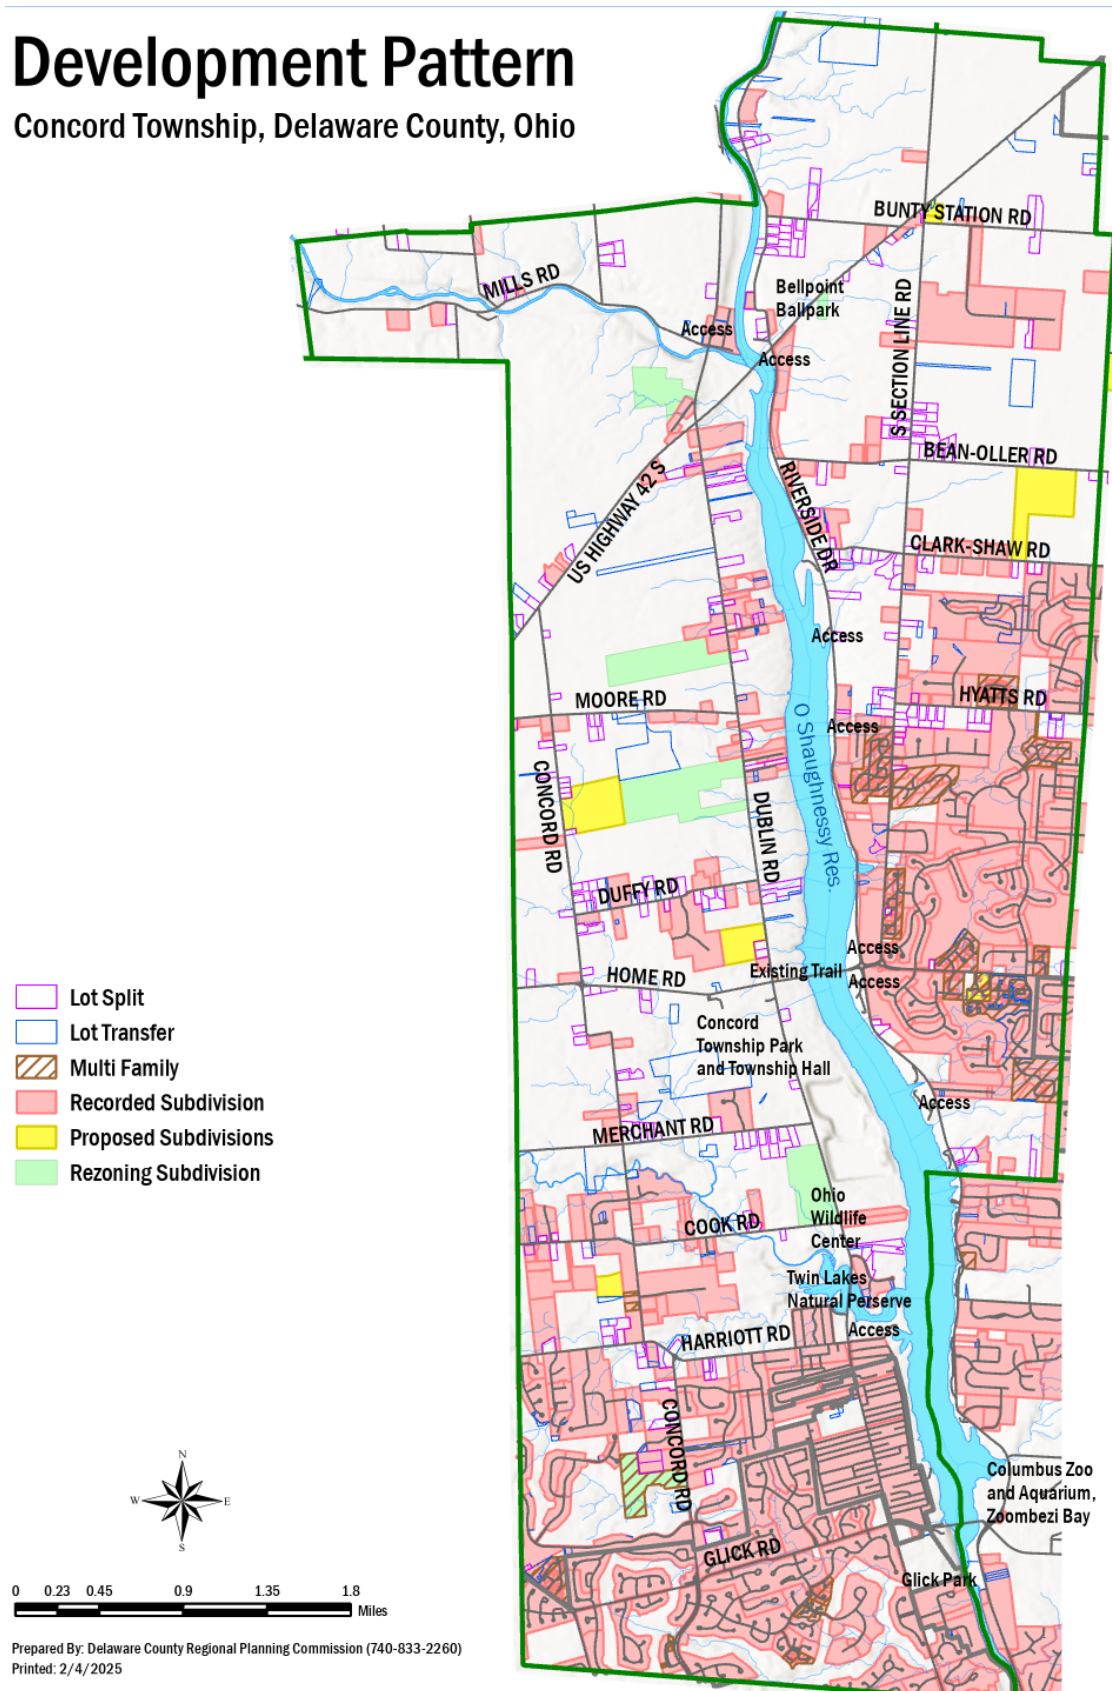 Development Pattern
Concord Township, Delaware County, Ohio
BUNTY STATION RD
MILLS RD
Bellpoint
Ballpark
S SECTION LINE RD
Access
Access
BEAN-OLLER RD
US HIGHWAY 42 S
RIVERSIDE DR
CLARK-SHAW RD
Access
MOORE RD
HYATTS RD
Access
O Shaughnessy Res.
CONCORD RD
DUBLIN RD
DUFFY RD
Access
Existing Trail
HOME RD
Access
Lot Split
Lot Transfer
Multi Family
Recorded Subdivision
Proposed Subdivisions
Rezoning Subdivision
Concord
Township Park
and Township Hall
Access
MERCHANT RD
Ohio
Wildlife
Center
COOK RD
Twin Lakes
Natural Perserve
HARRIOTT RD
Access
CONCORD RD
Columbus Zoo
and Aquarium,
Zoombezi Bay
N
W
E
S
GLICK RD
Glick Park
0 0.23 0.45 0.9 1.35 1.8
Miles
Prepared By: Delaware County Regional Planning Commission (740-833-2260)
Printed: 2/4/2025